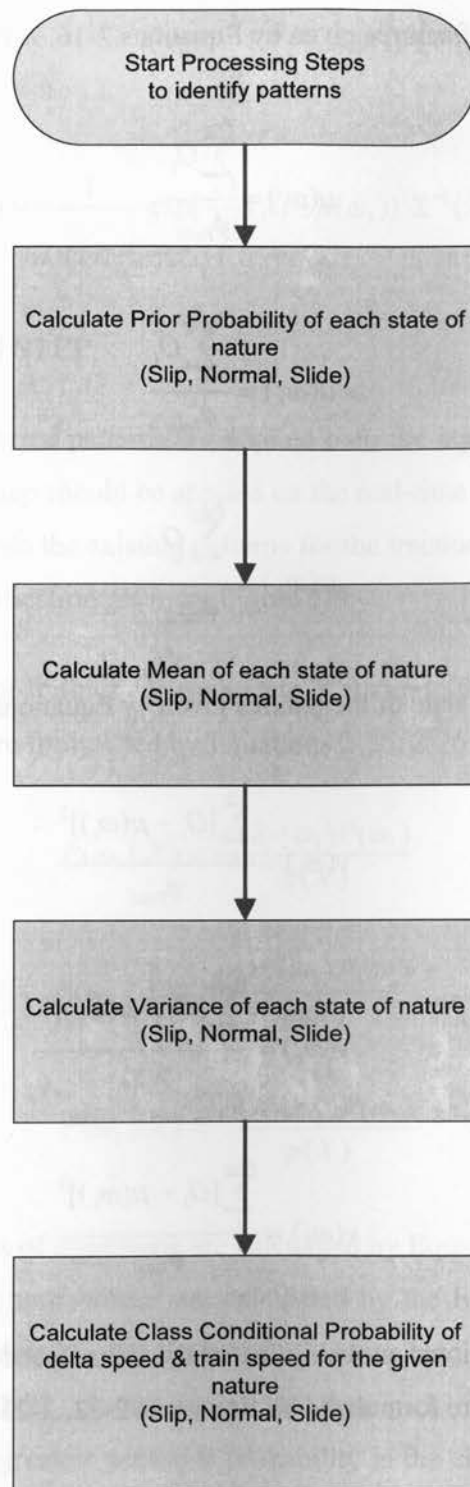 Start Processing Steps
to identify patterns
Calculate Prior Probability of each state of
nature
(Slip, Normal, Slide)
Calculate Mean of each state of nature
(Slip, Normal, Slide)
Calculate Variance of each state of nature
(Slip, Normal, Slide)
Calculate Class Conditional Probability of
delta speed & train speed for the given
nature
(Slip, Normal, Slide)